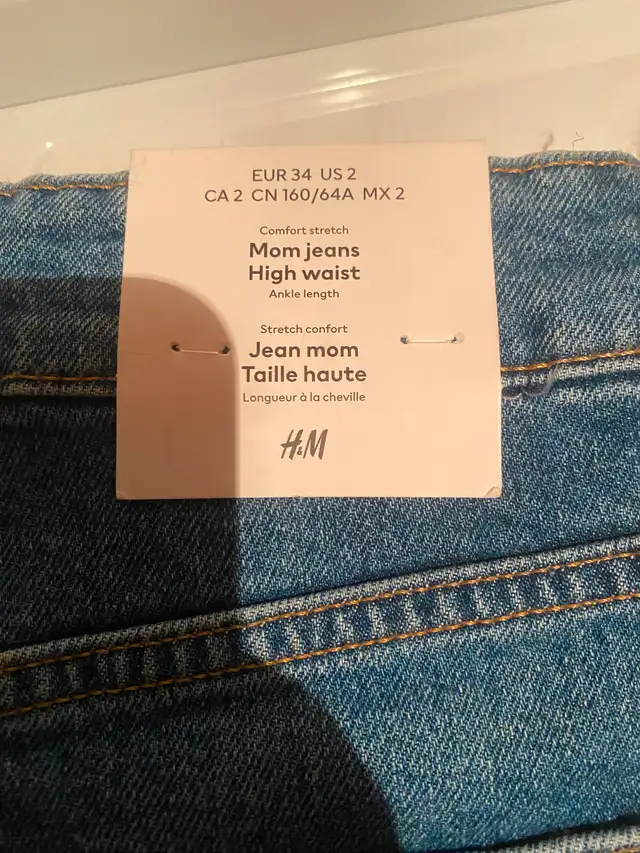 EUR 34 US 2
CA 2 CN 160/64A MX 2
Comfort stretch
Mom jeans
High waist
Ankle length
Stretch confort
Jean mom
Taille haute
Longueur à la cheville
H&M